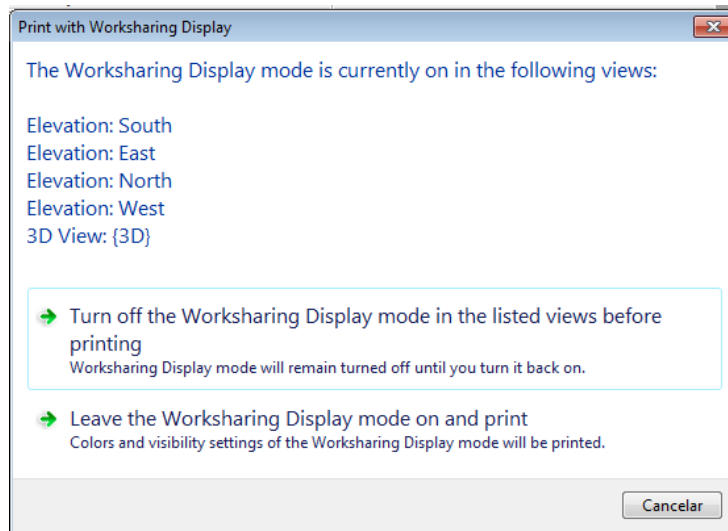 Print with Worksharing Display
The Worksharing Display mode is currently on in the following views:
Elevation: South
Elevation: East
Elevation: North
Elevation: West
3D View: {3D}
Turn off the Worksharing Display mode in the listed views before
printing
Worksharing Display mode will remain turned off until you turn it back on.
Leave the Worksharing Display mode on and print
Colors and visibility settings of the Worksharing Display mode will be printed.
Cancelar